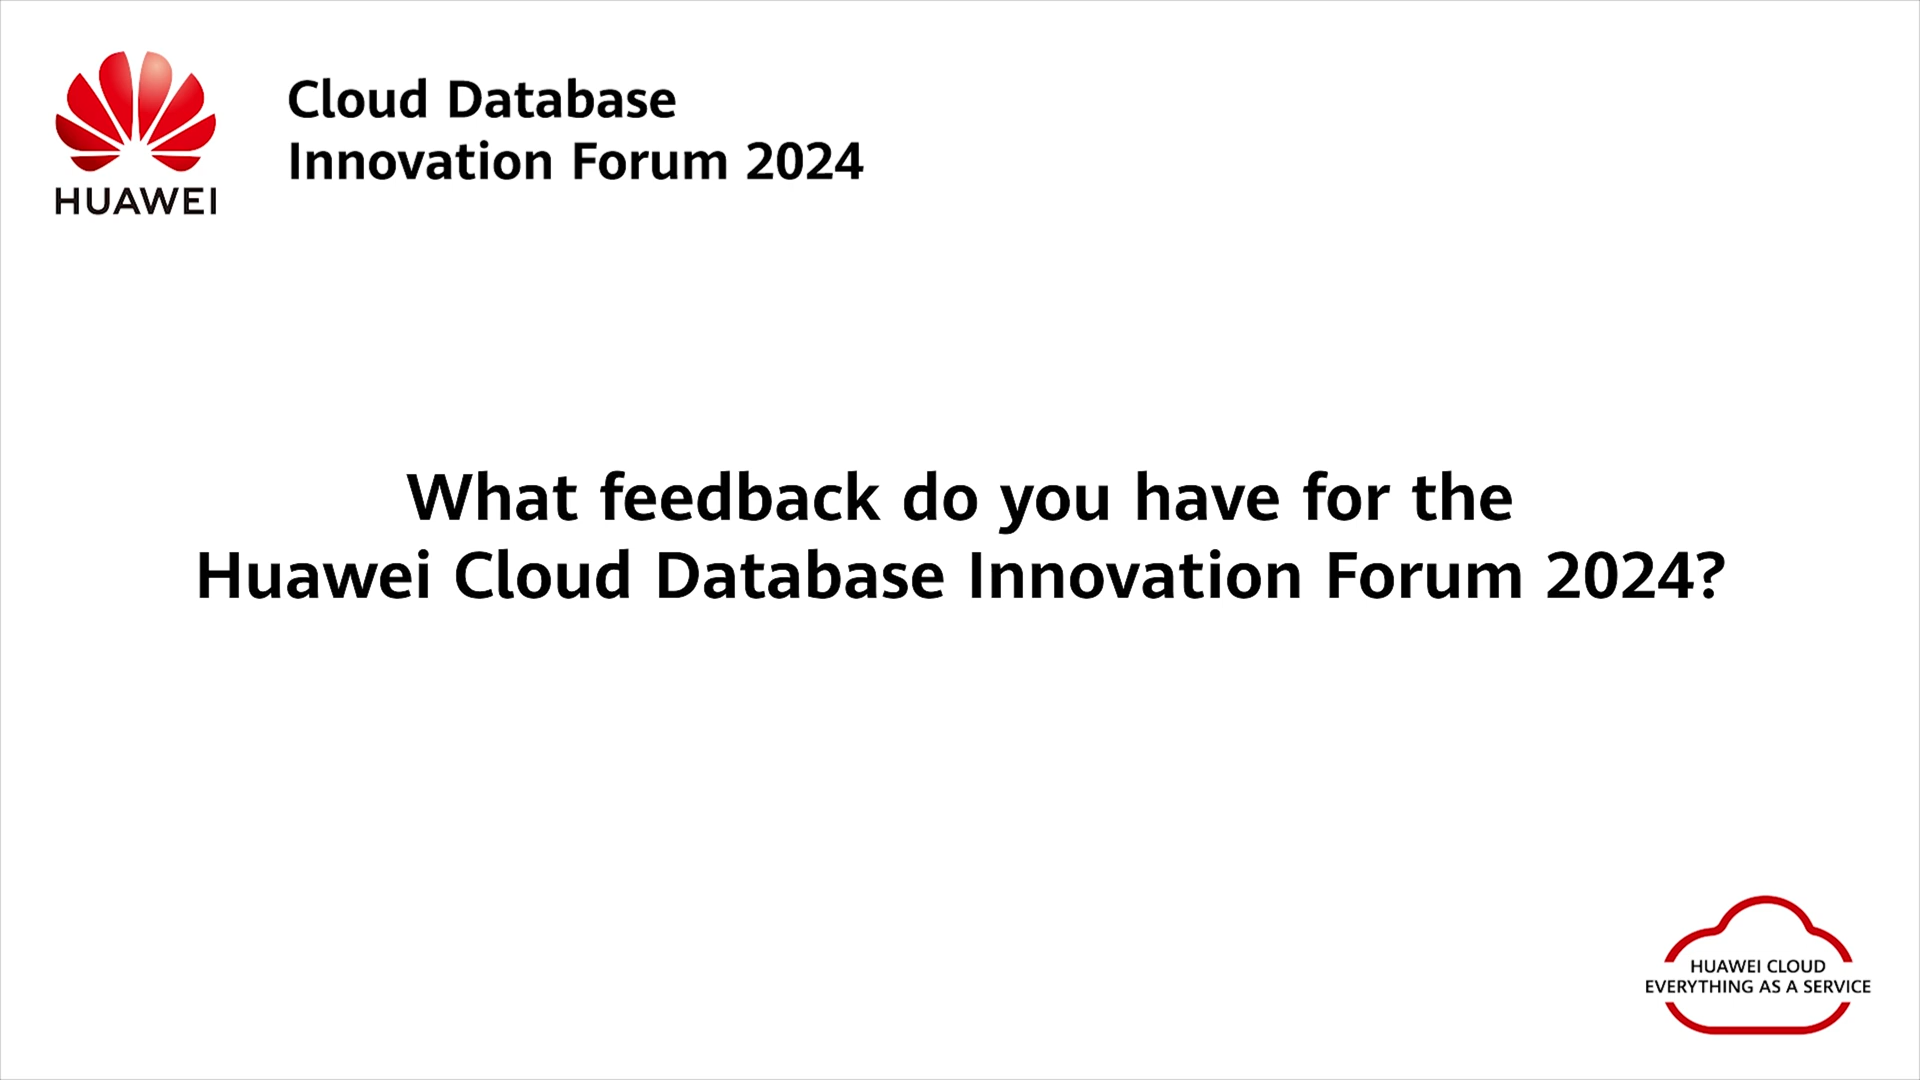 HUAWEI
Cloud Database
Innovation Forum 2024
What feedback do you have for the
Huawei Cloud Database Innovation Forum 2024?
HUAWEI CLOUD
EVERYTHING AS A SERVICE